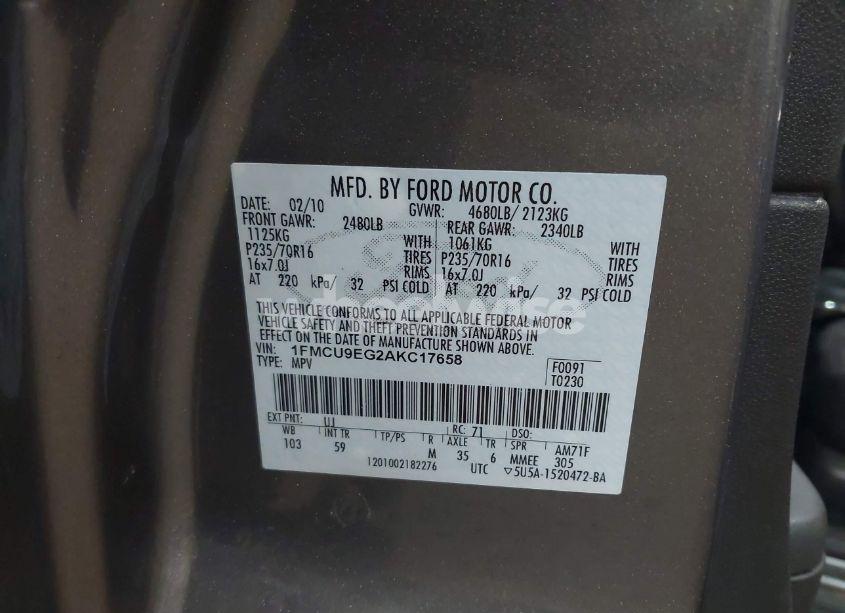 MFD. BY FORD MOTOR CO.
DATE: 02/10 GVWR: 4680LB/ 2123KG
FRONT GAWR: 2480LB REAR GAWR: 2340LB
1125KG WITH 1061KG WITH
P235/70R16 TIRES P235/70R16 TIRES
16x7.0J RIMS 16x7.0J RIMS
AT 220 kPa/ 32 PSI COLD AT 220 kPa/ 32 PSI COLD
THIS VEHICLE CONFORMS TO ALL APPLICABLE FEDERAL MOTOR
VEHICLE SAFETY AND THEFT PREVENTION STANDARDS IN
EFFECT ON THE DATE OF MANUFACTURE SHOWN ABOVE.
VIN: 1FMCU9EG2AKC17658 F0091
TYPE: MPV T0230
EXT PNT: UJ RC: 71 DSO:
WB INT TR TP/PS R AXLE TR SPR AM71F
103 59 M 35 6 MMEE 305
1201002182276 UTC ▽5U5A-1520472-BA
wheelwise